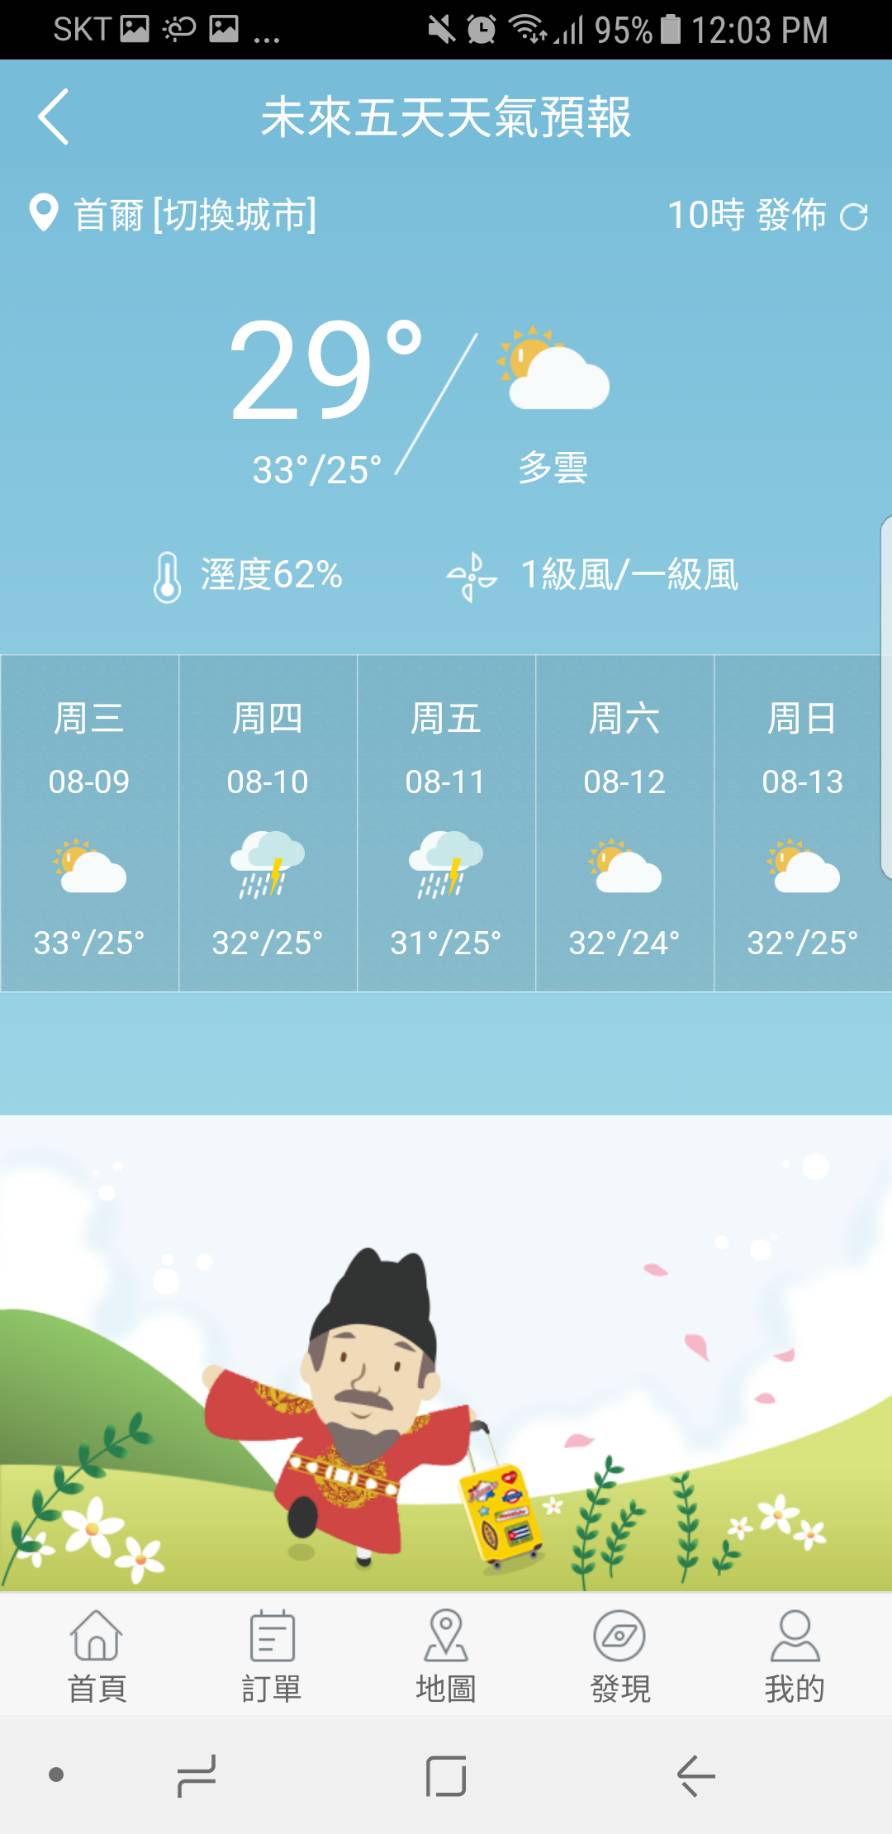 SKT ... 95% 12:03 PM
未來五天天氣預報
首爾 [切換城市] 10時 發佈
29°
33°/25° 多雲
溼度62% 1級風/一級風
周三 周四 周五 周六 周日
08-09 08-10 08-11 08-12 08-13
33°/25° 32°/25° 31°/25° 32°/24° 32°/25°
首頁 訂單 地圖 發現 我的